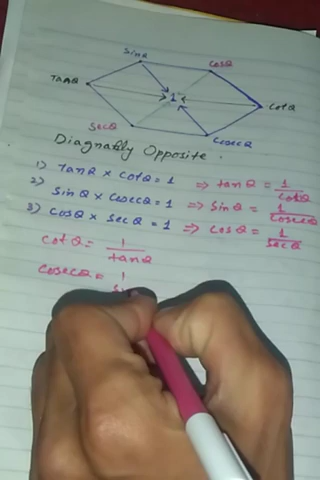 Sinθ Cosθ
Tanθ 1 Cotθ
Secθ Cosecθ
Diagnally Opposite.
1) Tanθ × Cotθ = 1 ⇒ tanθ = 1/Cotθ
2) Sinθ × Cosecθ = 1 ⇒ Sinθ = 1/Cosecθ
3) Cosθ × Secθ = 1 ⇒ Cosθ = 1/Secθ
Cotθ = 1/tanθ
Cosecθ = 1/